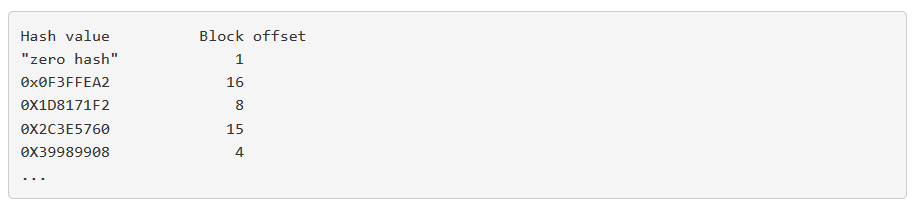 Hash value          Block offset
"zero hash"             1
0x0F3FFEA2             16
0X1D8171F2              8
0X2C3E5760             15
0X39989908              4
...